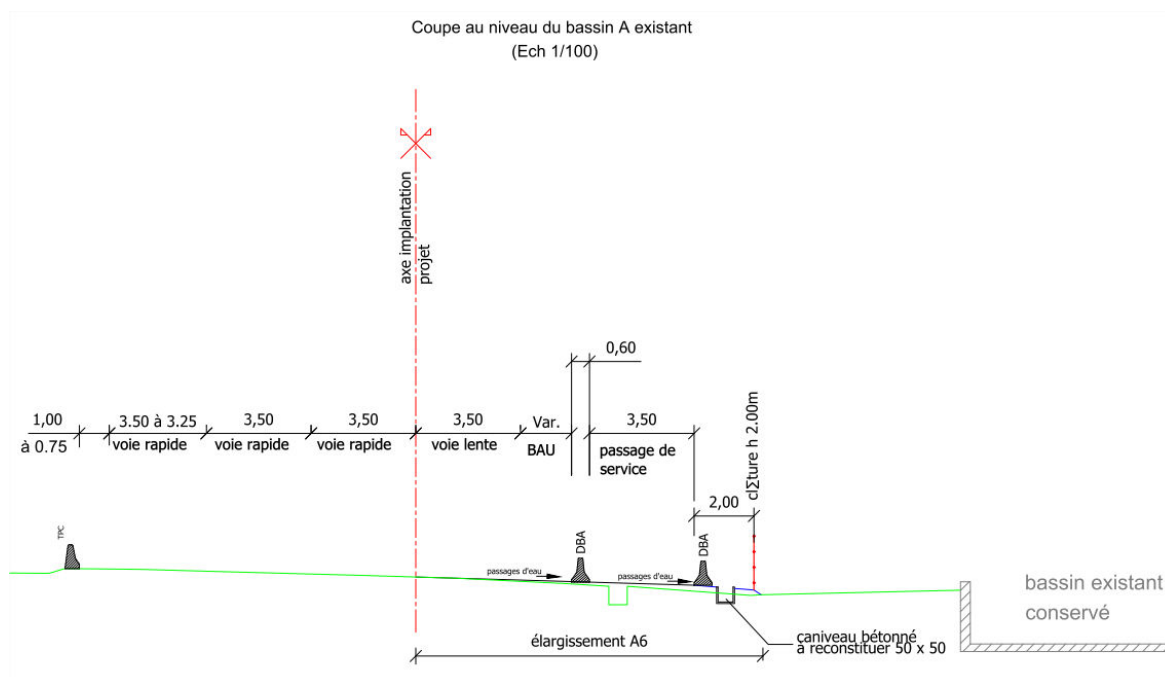 Coupe au niveau du bassin A existant
(Ech 1/100)
axe implantation
projet
0,60
1,00
à 0.75
3.50 à 3.25
voie rapide
3,50
voie rapide
3,50
voie rapide
3,50
voie lente
Var.
BAU
3,50
passage de
service
2,00
clΣture h 2.00m
TPC
DBA
DBA
passages d'eau
passages d'eau
bassin existant
conservé
élargissement A6
caniveau bétonné
à reconstituer 50 x 50